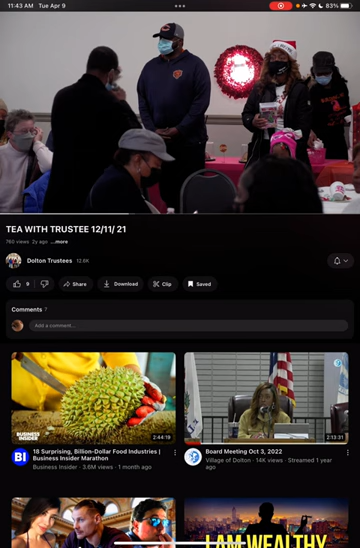 11:43 AM Tue Apr 9
83%
TEA WITH TRUSTEE 12/11/ 21
760 views 2y ago ...more
Dolton Trustees 12.6K
9 Share Download Clip Saved
Comments 7
Add a comment...
BUSINESS
INSIDER
2:44:19
2:13:31
BI
18 Surprising, Billion-Dollar Food Industries |
Business Insider Marathon
Business Insider · 3.6M views · 1 month
ago
Board Meeting Oct 3, 2022
Village of Dolton · 14K views · Streamed 1 year
ago
I AM WEALTHY